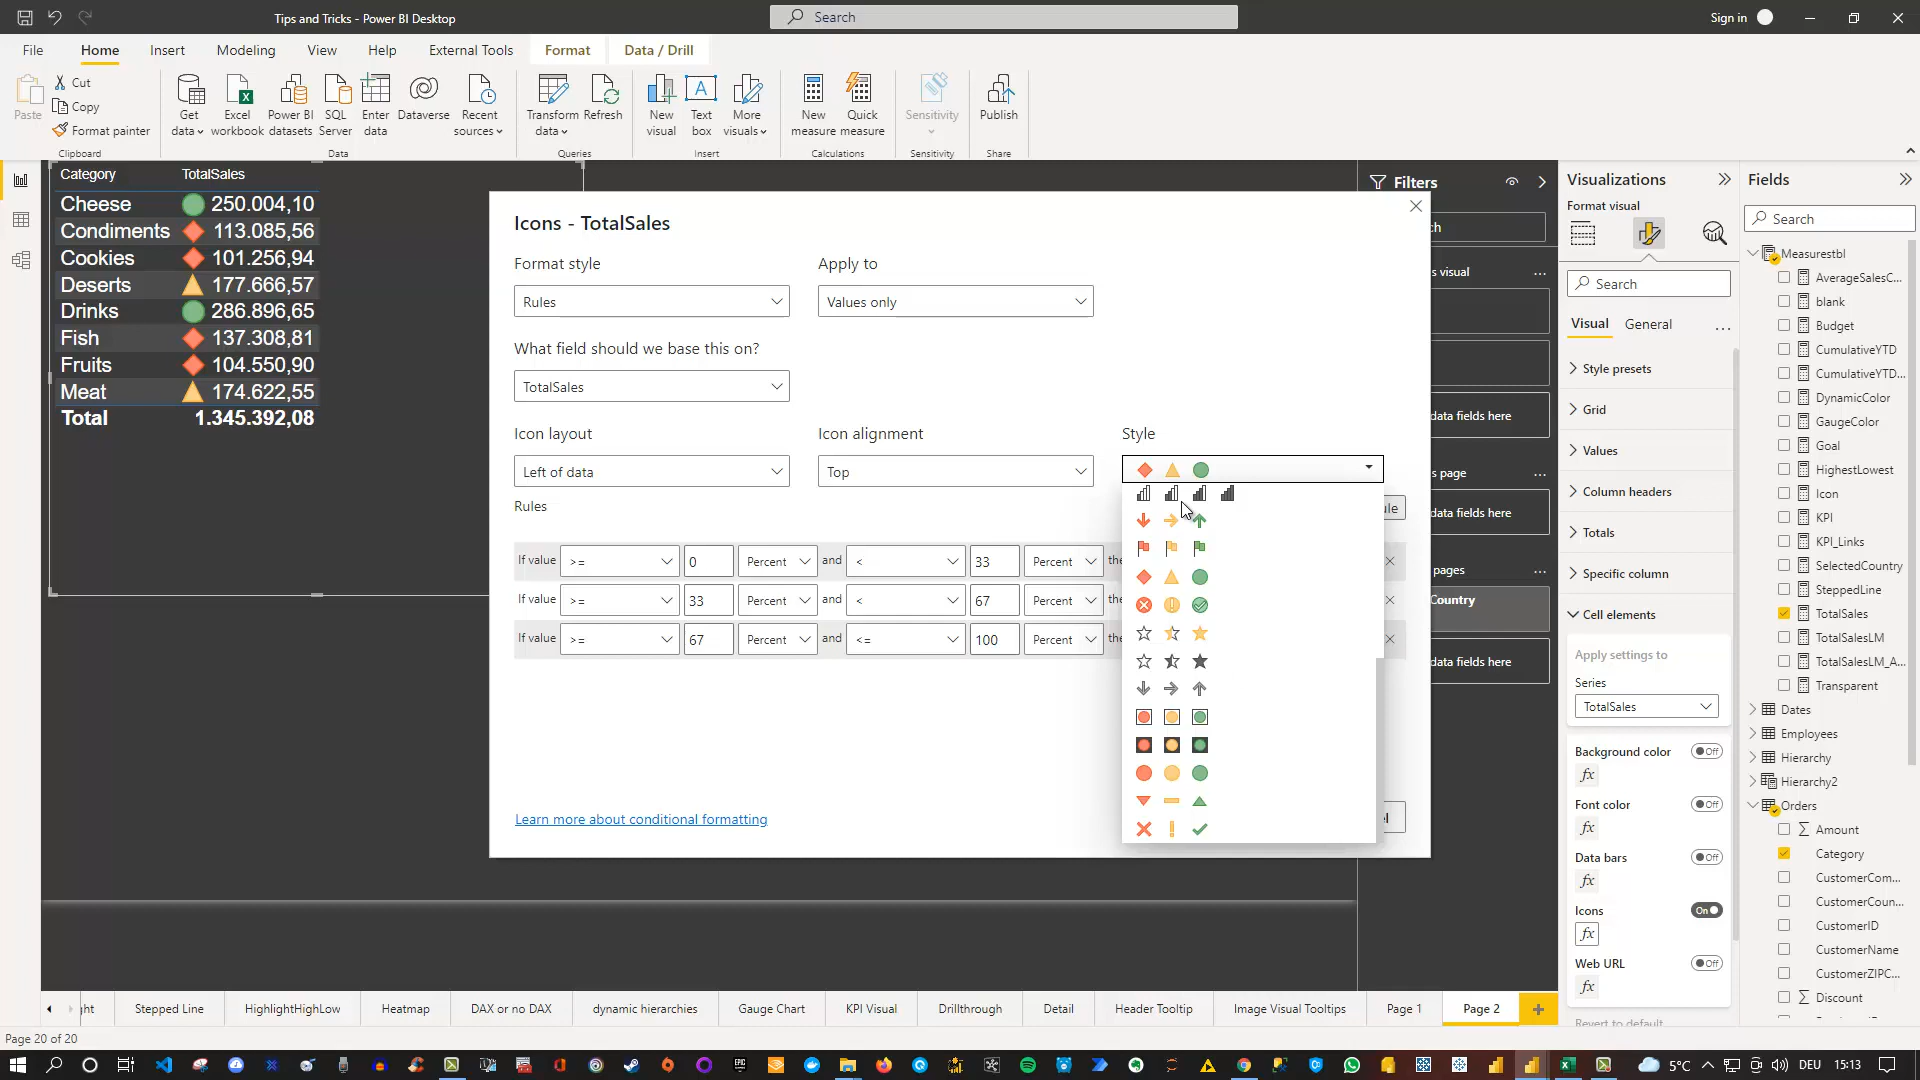 Tips and Tricks - Power BI Desktop
Search
Sign in
File
Home
Insert
Modeling
View
Help
External Tools
Format
Data / Drill
Paste
Cut
Copy
Format painter
Clipboard
Get data
Excel workbook
Power BI datasets
SQL Server
Enter data
Dataverse
Recent sources
Data
Transform data
Refresh
Queries
New visual
Text box
More visuals
Insert
New measure
Quick measure
Calculations
Sensitivity
Sensitivity
Publish
Share
Category TotalSales
Cheese 250.004,10
Condiments 113.085,56
Cookies 101.256,94
Deserts 177.666,57
Drinks 286.896,65
Fish 137.308,81
Fruits 104.550,90
Meat 174.622,55
Total 1.345.392,08
Icons - TotalSales
Format style
Apply to
Rules
Values only
What field should we base this on?
TotalSales
Icon layout
Icon alignment
Style
Left of data
Top
Rules
ule
If value >= 0 Percent and < 33 Percent the
If value >= 33 Percent and < 67 Percent the
If value >= 67 Percent and <= 100 Percent the
Learn more about conditional formatting
el
Filters
ch
s visual
data fields here
s page
data fields here
pages
Country
data fields here
Visualizations
Format visual
Search
Visual
General
Style presets
Grid
Values
Column headers
Totals
Specific column
Cell elements
Apply settings to
Series
TotalSales
Background color Off
fx
Font color Off
fx
Data bars Off
fx
Icons On
fx
Web URL Off
fx
Revert to default
Fields
Search
Measurestbl
AverageSalesC...
blank
Budget
CumulativeYTD
CumulativeYTD...
DynamicColor
GaugeColor
Goal
HighestLowest
Icon
KPI
KPI_Links
SelectedCountry
SteppedLine
TotalSales
TotalSalesLM
TotalSalesLM_A...
Transparent
Dates
Employees
Hierarchy
Hierarchy2
Orders
Amount
Category
CustomerCom...
CustomerCoun...
CustomerID
CustomerName
CustomerZIPC...
Discount
ght
Stepped Line
HighlightHighLow
Heatmap
DAX or no DAX
dynamic hierarchies
Gauge Chart
KPI Visual
Drillthrough
Detail
Header Tooltip
Image Visual Tooltips
Page 1
Page 2
Page 20 of 20
5°C
DEU
15:13